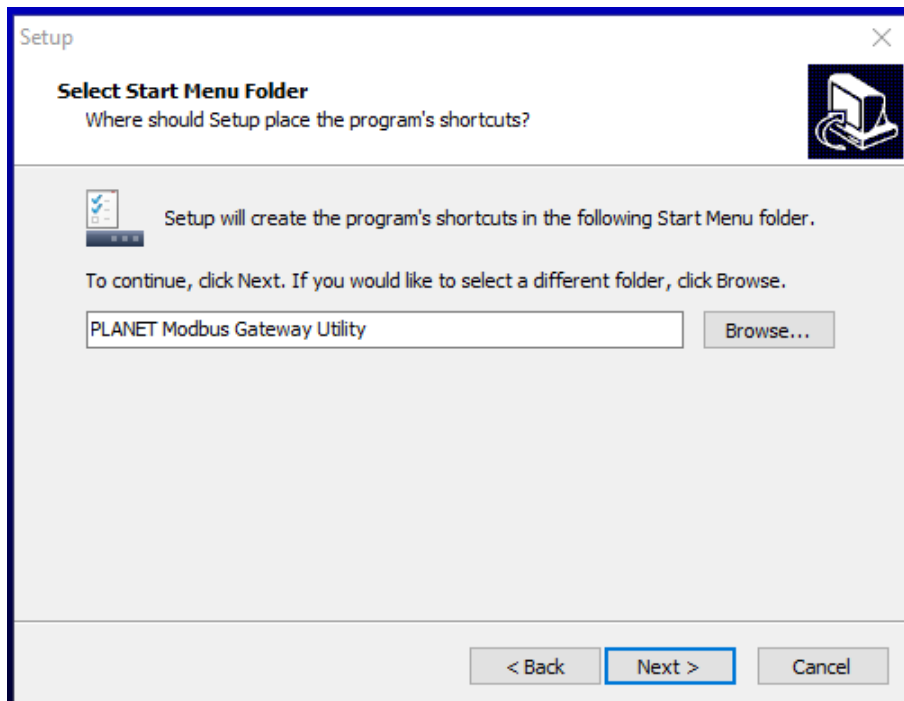 Setup
Select Start Menu Folder
Where should Setup place the program's shortcuts?
Setup will create the program's shortcuts in the following Start Menu folder.
To continue, click Next. If you would like to select a different folder, click Browse.
PLANET Modbus Gateway Utility
Browse...
< Back
Next >
Cancel